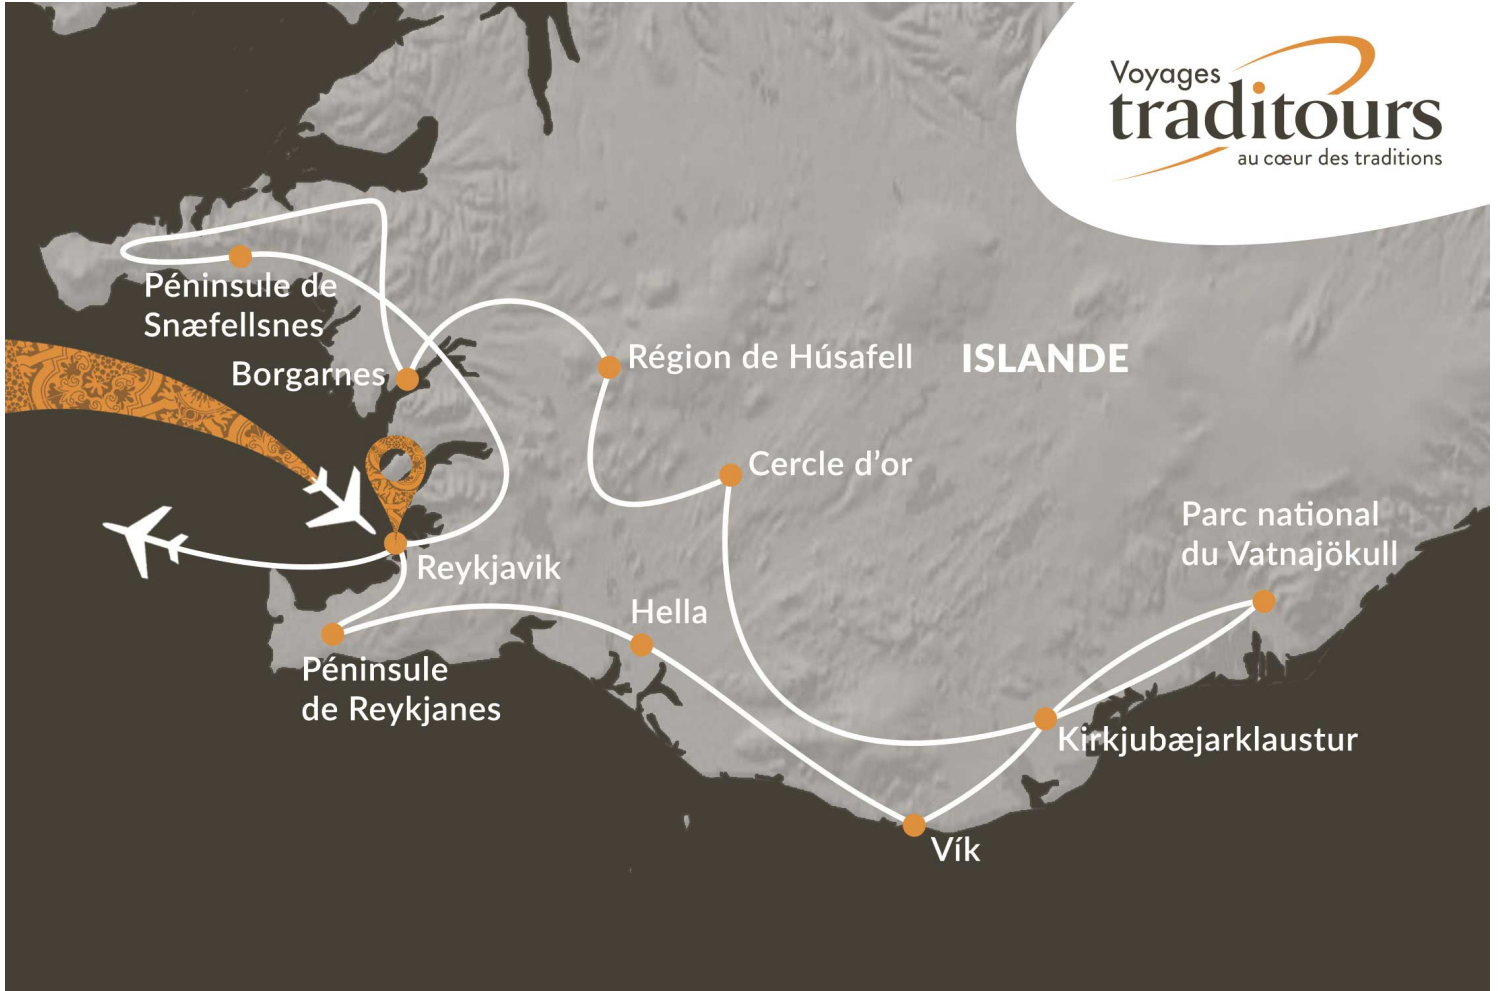 Voyages
traditours
au cœur des traditions
Péninsule de
Snæfellsnes
Borgarnes
Région de Húsafell
ISLANDE
Cercle d’or
Parc national
du Vatnajökull
Reykjavik
Hella
Péninsule
de Reykjanes
Kirkjubæjarklaustur
Vík